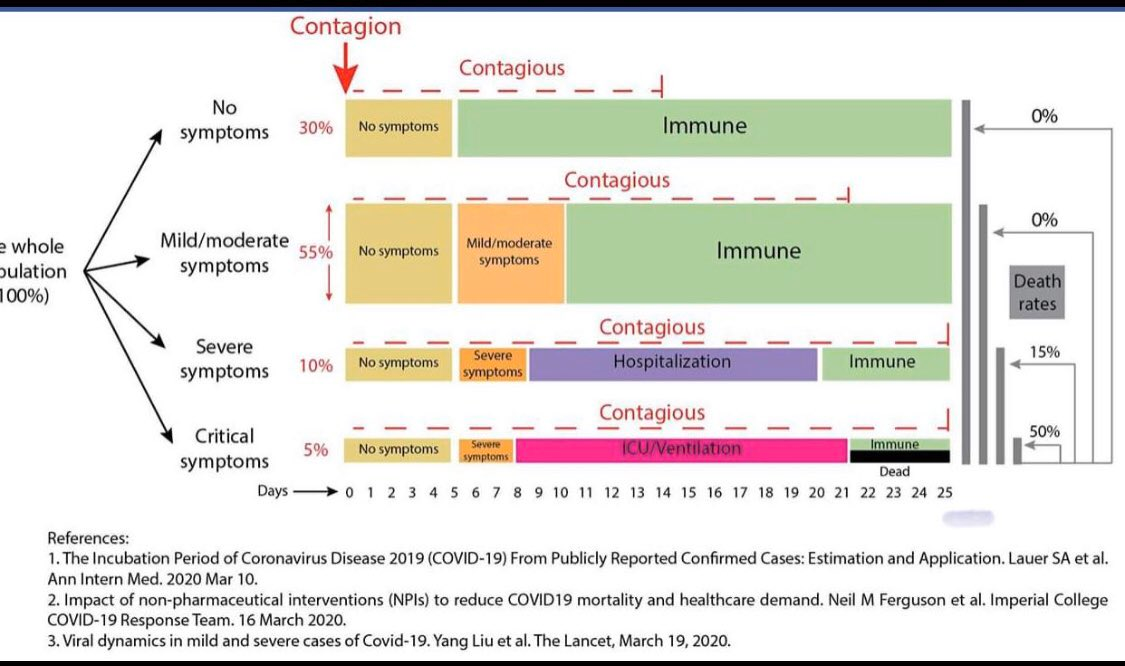 Contagion
Contagious
No
symptoms
30%
No symptoms
Immune
0%
Contagious
Mild/moderate
symptoms
55%
No symptoms
Mild/moderate
symptoms
Immune
0%
e whole
pulation
100%)
Death
rates
Contagious
Severe
symptoms
10%
No symptoms
Severe
symptoms
Hospitalization
Immune
15%
Contagious
Critical
symptoms
5%
No symptoms
Severe
symptoms
ICU/Ventilation
Immune
Dead
50%
Days 0 1 2 3 4 5 6 7 8 9 10 11 12 13 14 15 16 17 18 19 20 21 22 23 24 25
References:
1. The Incubation Period of Coronavirus Disease 2019 (COVID-19) From Publicly Reported Confirmed Cases: Estimation and Application. Lauer SA et al.
Ann Intern Med. 2020 Mar 10.
2. Impact of non-pharmaceutical interventions (NPIs) to reduce COVID19 mortality and healthcare demand. Neil M Ferguson et al. Imperial College
COVID-19 Response Team. 16 March 2020.
3. Viral dynamics in mild and severe cases of Covid-19. Yang Liu et al. The Lancet, March 19, 2020.